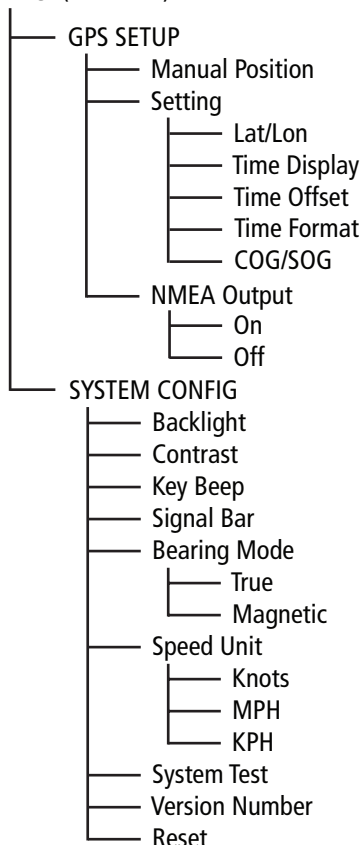 GPS SETUP
Manual Position
Setting
Lat/Lon
Time Display
Time Offset
Time Format
COG/SOG
NMEA Output
On
Off
SYSTEM CONFIG
Backlight
Contrast
Key Beep
Signal Bar
Bearing Mode
True
Magnetic
Speed Unit
Knots
MPH
KPH
System Test
Version Number
Reset